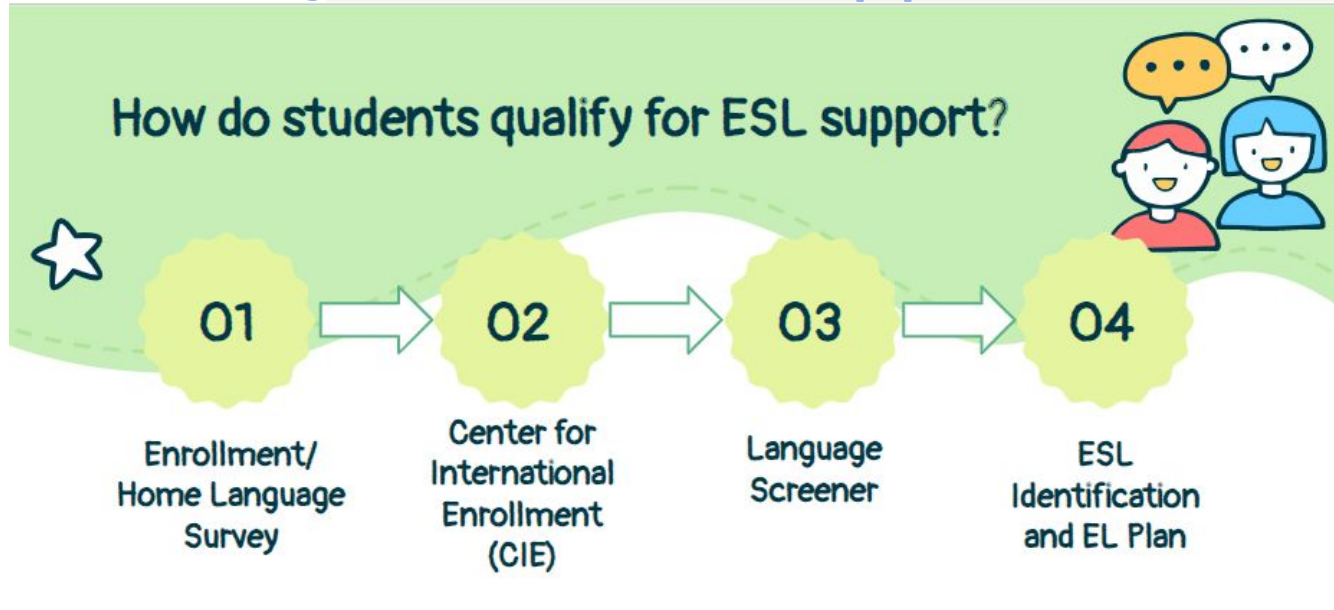 How do students qualify for ESL support?
01
02
03
04
Enrollment/
Home Language
Survey
Center for
International
Enrollment
(CIE)
Language
Screener
ESL
Identification
and EL Plan